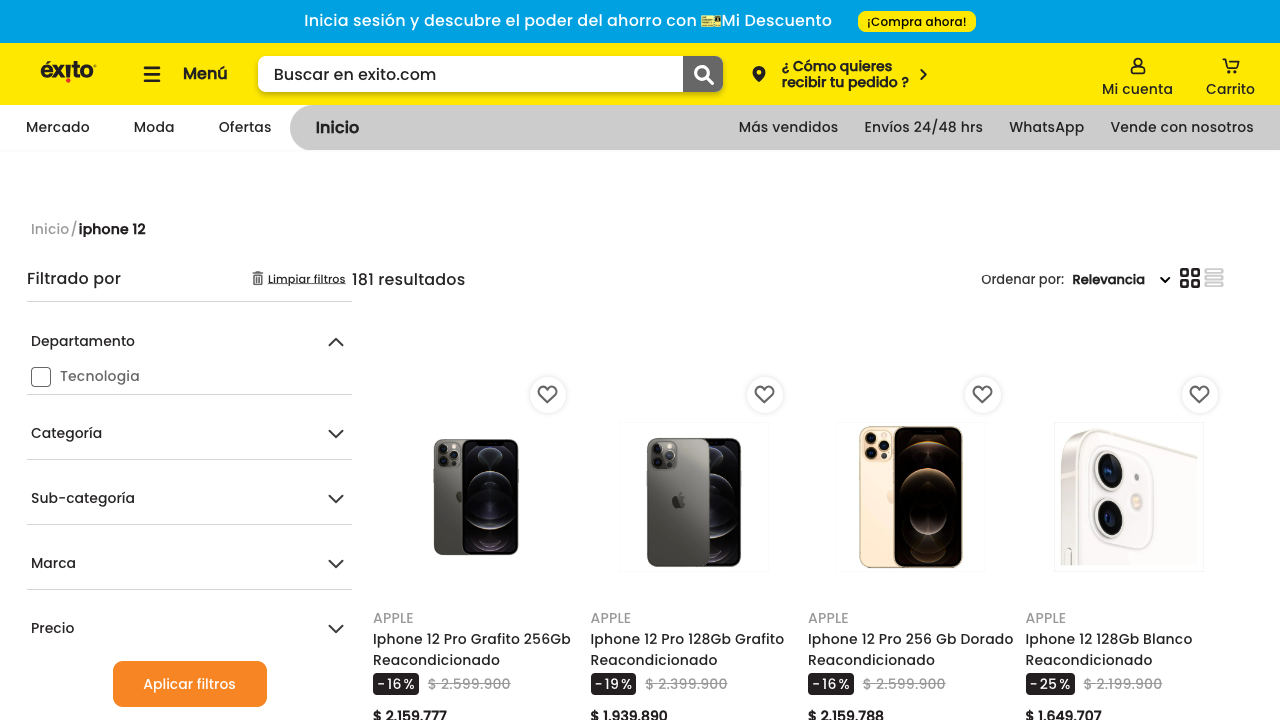 Inicia sesión y descubre el poder del ahorro con Mi Descuento
¡Compra ahora!
éxito
Menú
Buscar en exito.com
¿ Cómo quieres
recibir tu pedido ?
Mi cuenta
Carrito
Mercado
Moda
Ofertas
Inicio
Más vendidos
Envíos 24/48 hrs
WhatsApp
Vende con nosotros
Inicio/iphone 12
Filtrado por
Limpiar filtros
181 resultados
Ordenar por: Relevancia
Departamento
Tecnologia
Categoría
Sub-categoría
Marca
Precio
Aplicar filtros
APPLE
Iphone 12 Pro Grafito 256Gb
Reacondicionado
-16% $ 2.599.900
$ 2.159.777
APPLE
Iphone 12 Pro 128Gb Grafito
Reacondicionado
-19% $ 2.399.900
$ 1.939.890
APPLE
Iphone 12 Pro 256 Gb Dorado
Reacondicionado
-16% $ 2.599.900
$ 2.159.788
APPLE
Iphone 12 128Gb Blanco
Reacondicionado
-25% $ 2.199.900
$ 1.649.707